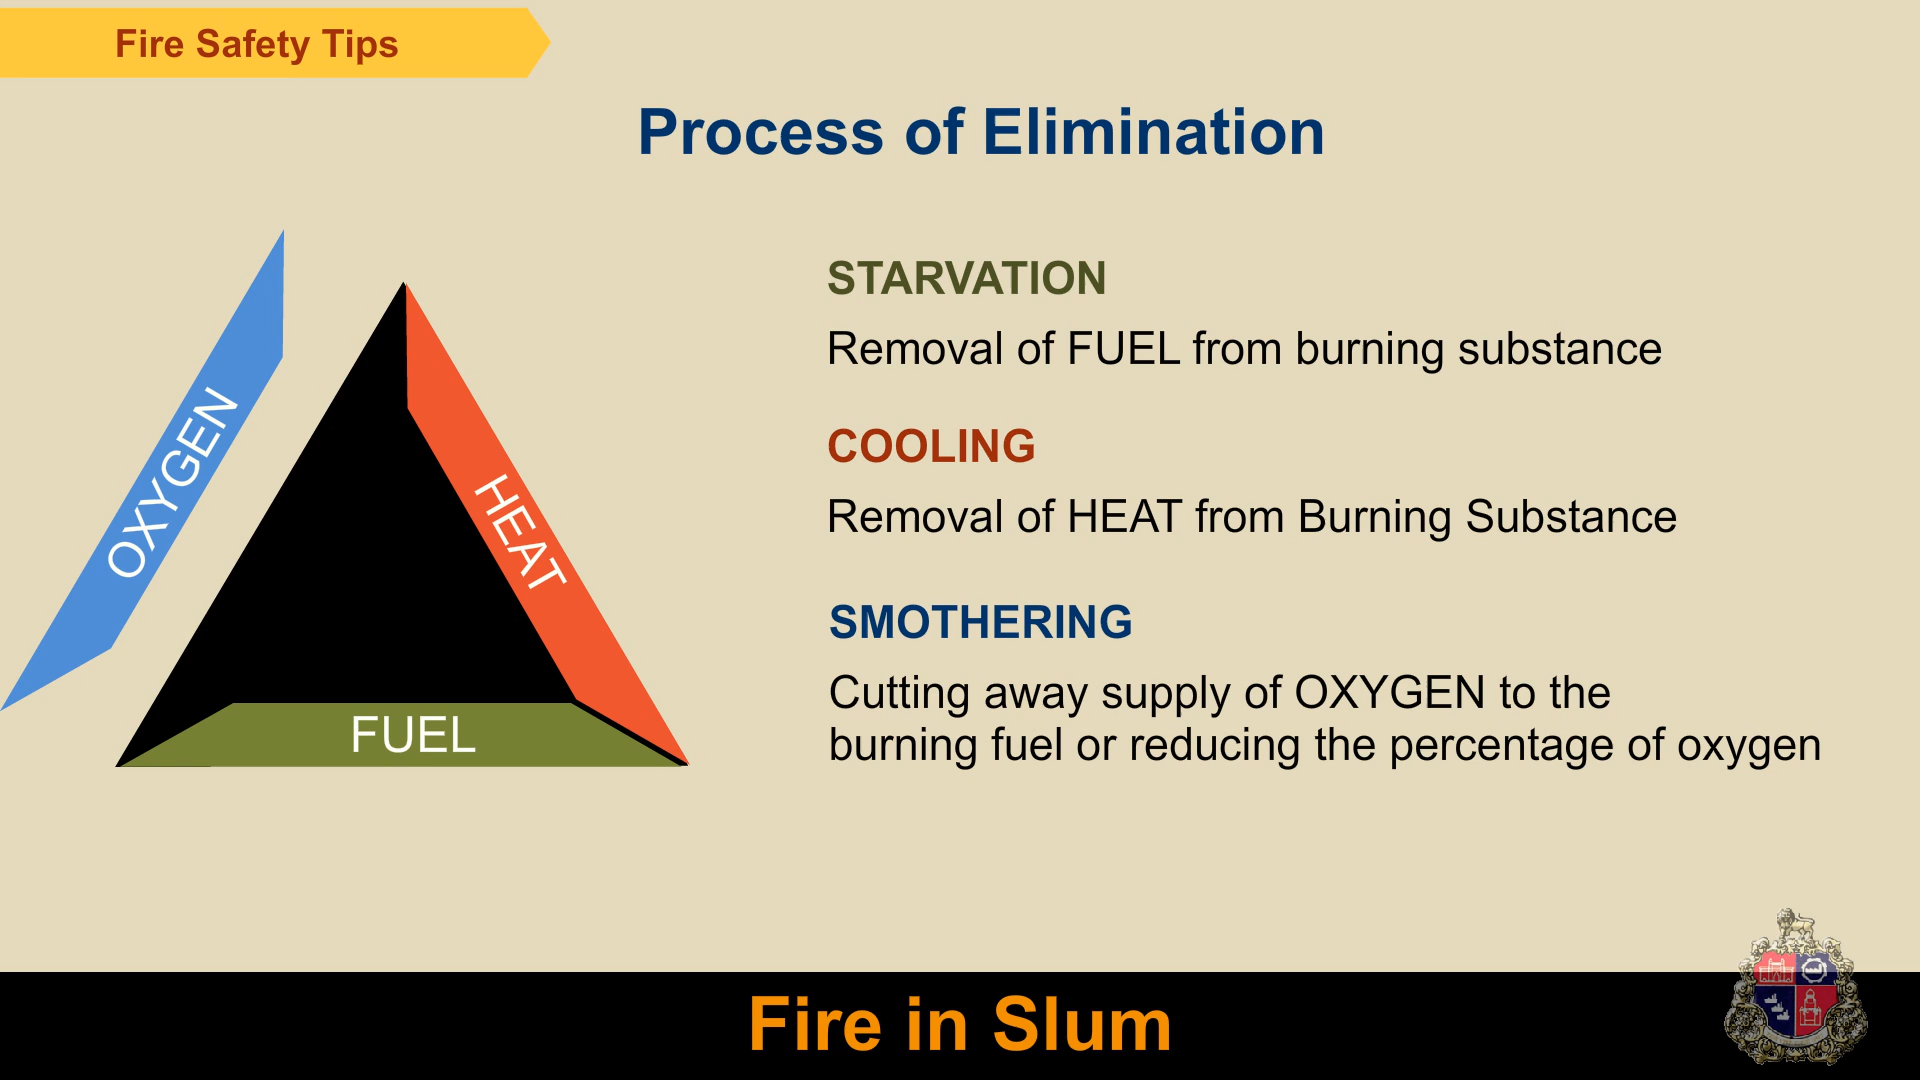 Fire Safety Tips
Process of Elimination
OXYGEN
HEAT
FUEL
STARVATION
Removal of FUEL from burning substance
COOLING
Removal of HEAT from Burning Substance
SMOTHERING
Cutting away supply of OXYGEN to the
burning fuel or reducing the percentage of oxygen
Fire in Slum